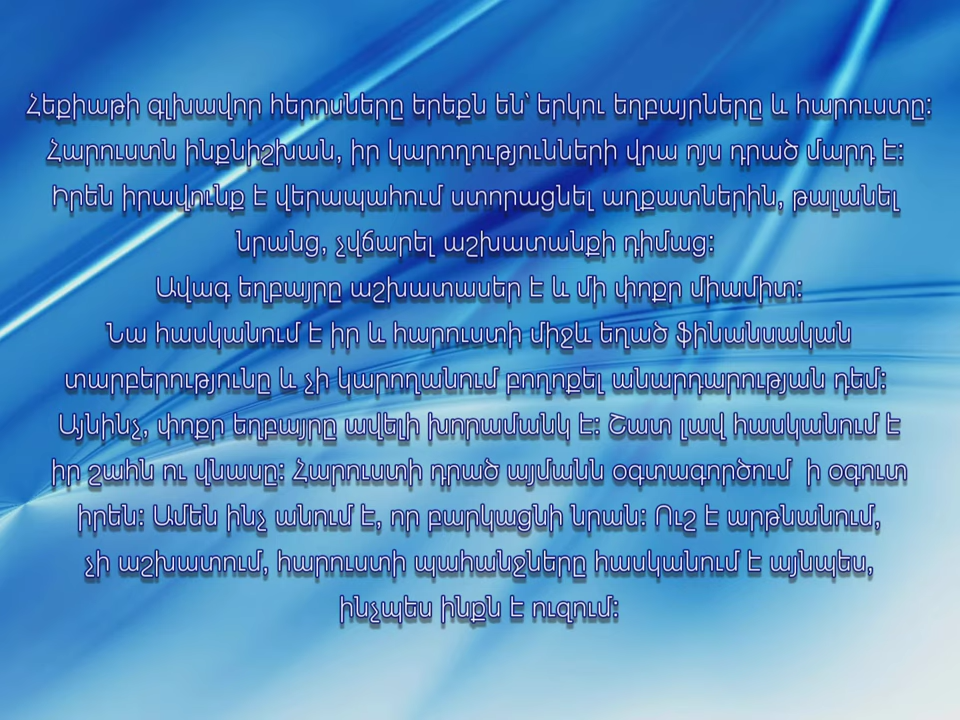 Հեքիաթի գլխավոր հերոսները երեքն են՝ երկու եղբայրները և հարուստը:
Հարուստն ինքնիշխան, իր կարողությունների վրա ոյս դրած մարդ է:
Իրեն իրավունք է վերապահում ստորացնել աղքատներին, թալանել
նրանց, չվճարել աշխատանքի դիմաց:
Ավագ եղբայրը աշխատասեր է և մի փոքր միամիտ:
Նա հասկանում է իր և հարուստի միջև եղած ֆինանսական
տարբերությունը և չի կարողանում բողոքել անարդարության դեմ:
Այնինչ, փոքր եղբայրը ավելի խորամանկ է: Շատ լավ հասկանում է
իր շահն ու վնասը: Հարուստի դրած այմանն օգտագործում ի օգուտ
իրեն: Ամեն ինչ անում է, որ բարկացնի նրան: Ուշ է արթնանում,
չի աշխատում, հարուստի պահանջները հասկանում է այնպես,
ինչպես ինքն է ուզում: